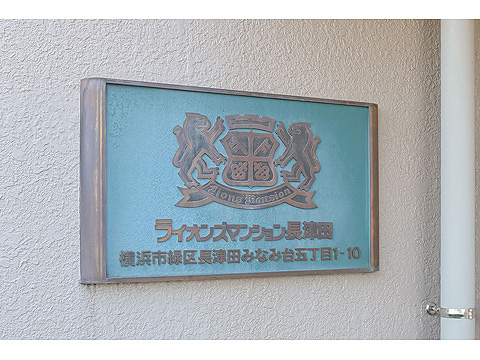 Lions Mansion
ライオンズマンション長津田
横浜市緑区長津田みなみ台五丁目1-10